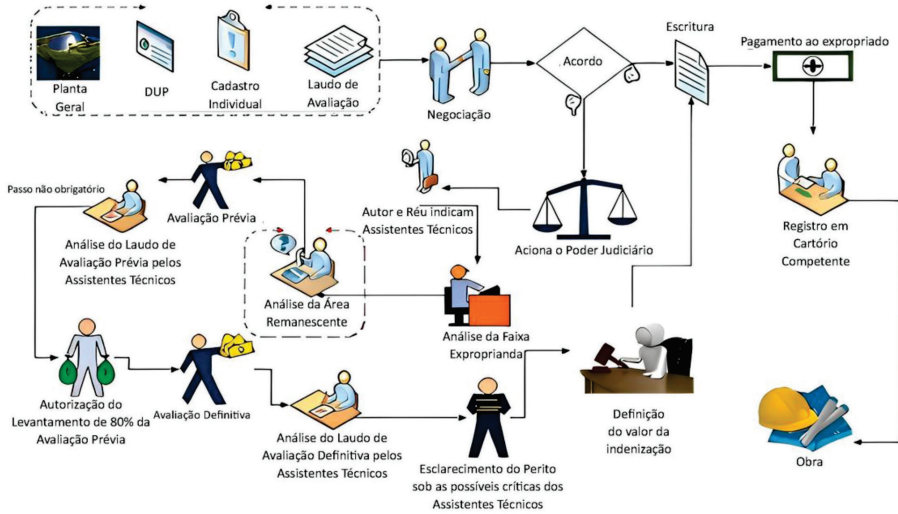 Planta
Geral
DUP
Cadastro
Individual
Laudo de
Avaliação
Negociação
Acordo
Escritura
Pagamento ao expropriado
Registro em
Cartório
Competente
Aciona o Poder Judiciário
Autor e Réu indicam
Assistentes Técnicos
Avaliação Prévia
Passo não obrigatório
Análise do Laudo de
Avaliação Prévia pelos
Assistentes Técnicos
Análise da Área
Remanescente
Análise da Faixa
Exproprianda
Autorização do
Levantamento de 80% da
Avaliação Prévia
Avaliação Definitiva
Análise do Laudo de
Avaliação Definitiva pelos
Assistentes Técnicos
Esclarecimento do Perito
sob as possíveis críticas dos
Assistentes Técnicos
Definição
do valor da
indenização
Obra